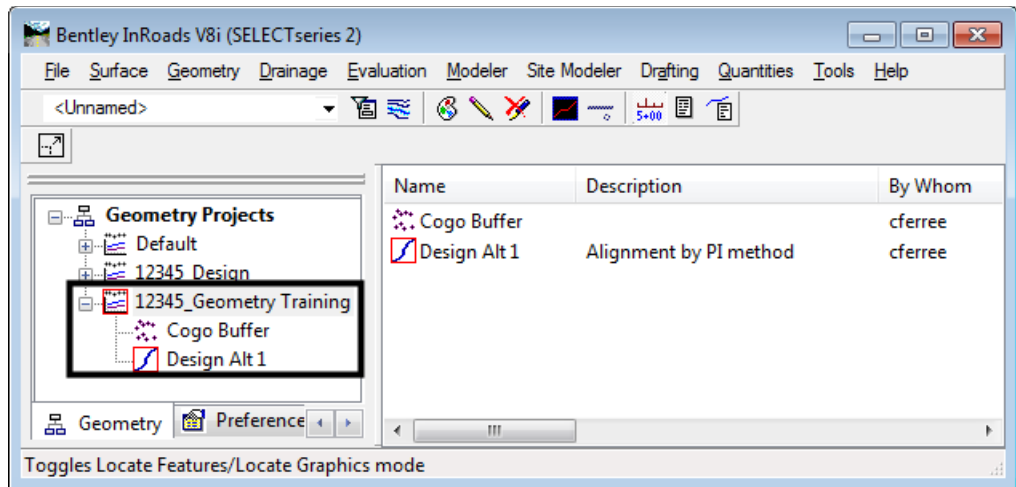 Bentley InRoads V8i (SELECTseries 2)
File Surface Geometry Drainage Evaluation Modeler Site Modeler Drafting Quantities Tools Help
<Unnamed>
5+00
Name Description By Whom
Cogo Buffer cferree
Design Alt 1 Alignment by PI method cferree
Geometry Projects
Default
12345_Design
12345_Geometry Training
Cogo Buffer
Design Alt 1
Geometry Preference
Toggles Locate Features/Locate Graphics mode